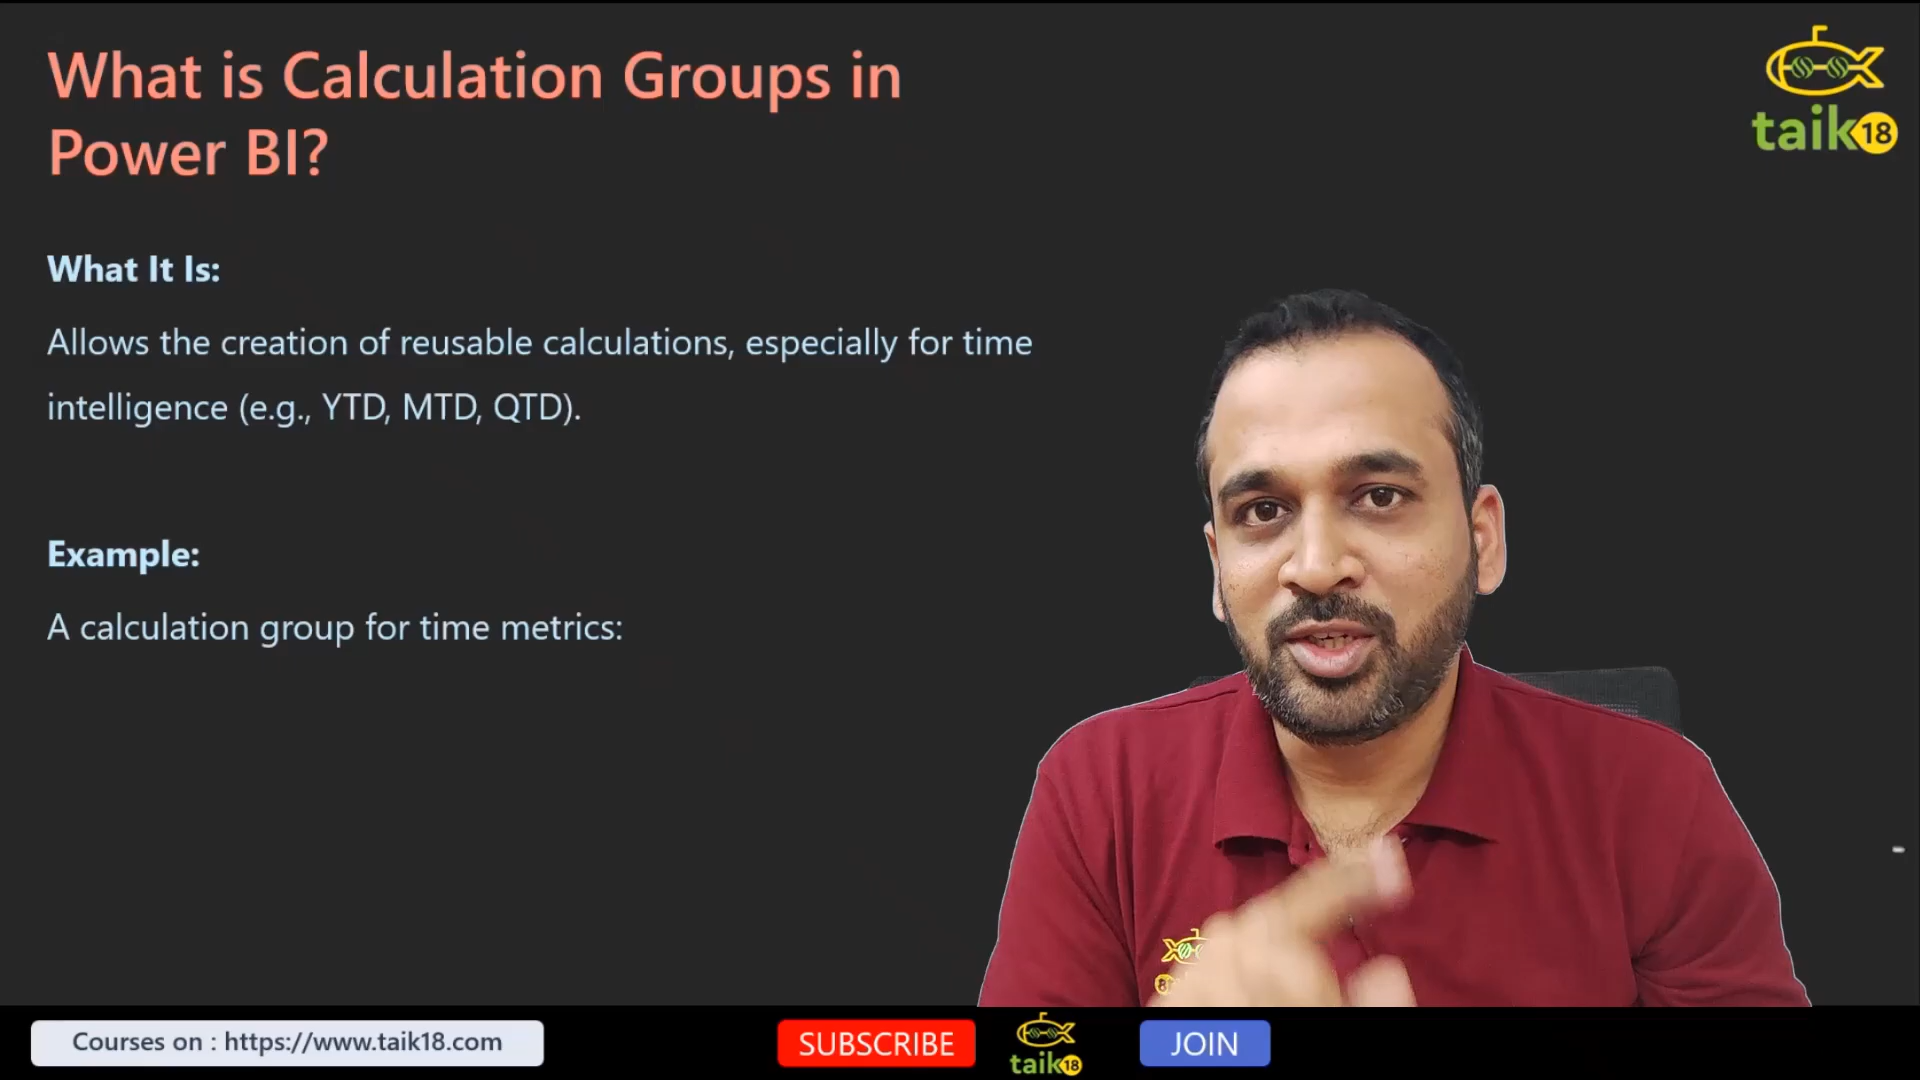 What is Calculation Groups in
Power BI?
taik18
What It Is:
Allows the creation of reusable calculations, especially for time
intelligence (e.g., YTD, MTD, QTD).
Example:
A calculation group for time metrics:
Courses on : https://www.taik18.com
SUBSCRIBE
taik18
JOIN